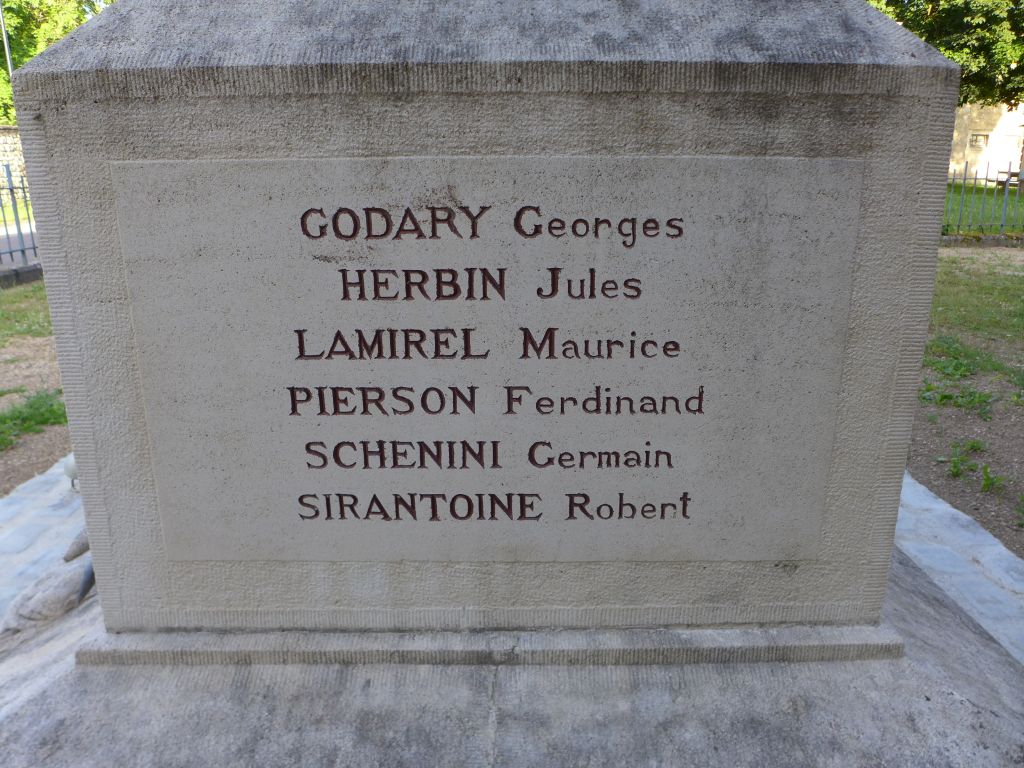 GODARY Georges
HERBIN Jules
LAMIREL Maurice
PIERSON Ferdinand
SCHENINI Germain
SIRANTOINE Robert